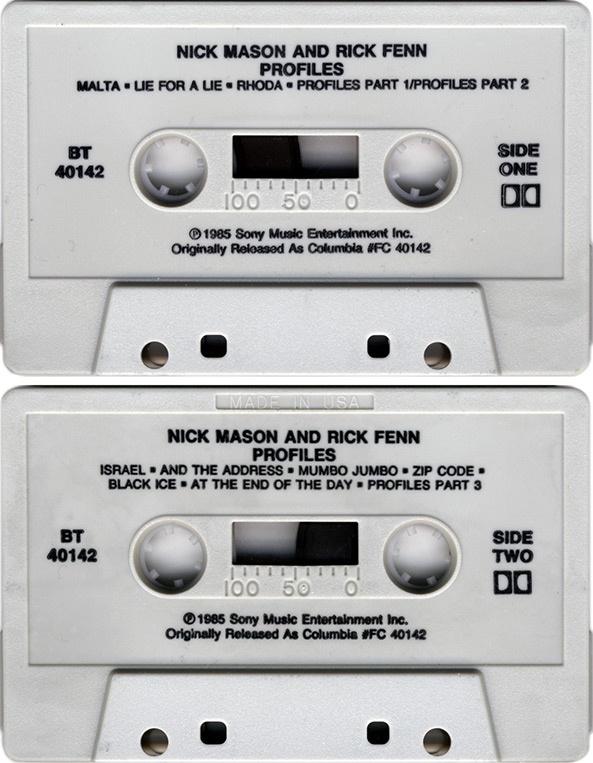 NICK MASON AND RICK FENN
PROFILES
MALTA ▪ LIE FOR A LIE ▪ RHODA ▪ PROFILES PART 1/PROFILES PART 2
BT
40142
SIDE
ONE
100 50 0
℗ 1985 Sony Music Entertainment Inc.
Originally Released As Columbia #FC 40142
MADE IN USA
NICK MASON AND RICK FENN
PROFILES
ISRAEL ▪ AND THE ADDRESS ▪ MUMBO JUMBO ▪ ZIP CODE ▪
BLACK ICE ▪ AT THE END OF THE DAY ▪ PROFILES PART 3
BT
40142
SIDE
TWO
100 50 0
℗ 1985 Sony Music Entertainment Inc.
Originally Released As Columbia #FC 40142